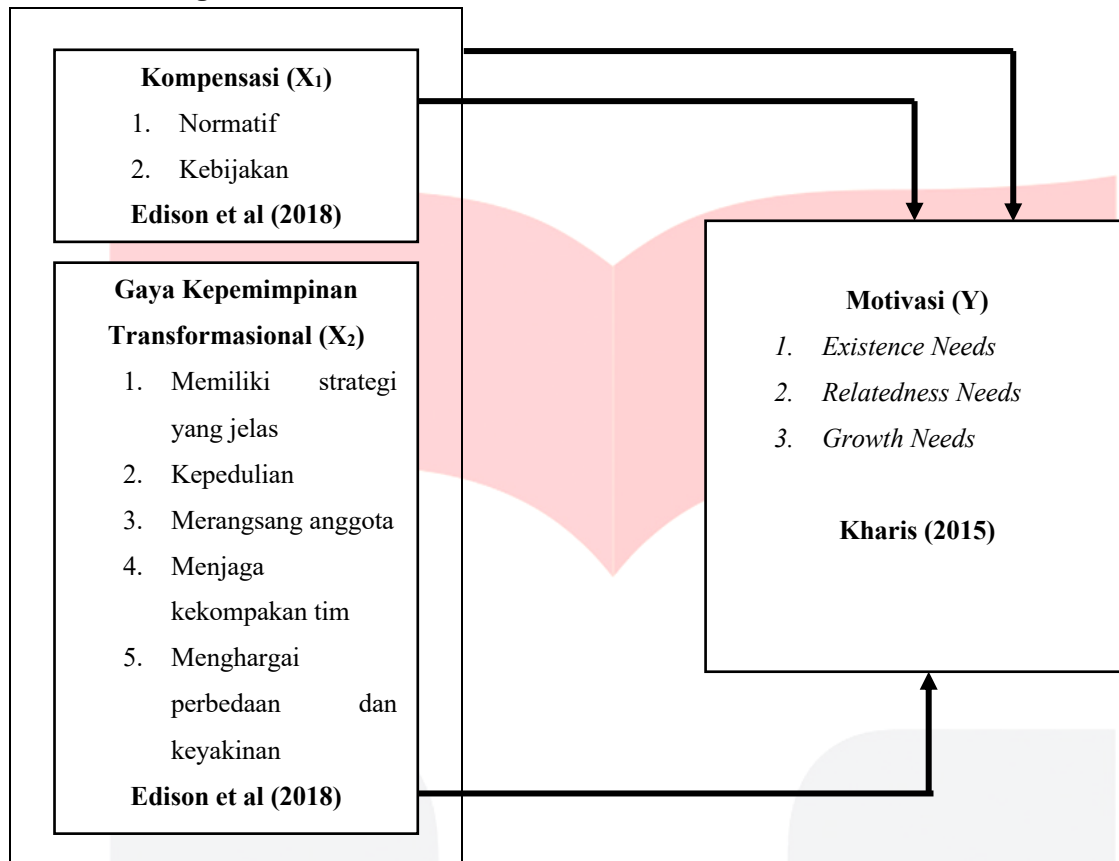 Kompensasi (X₁)
1. Normatif
2. Kebijakan
Edison et al (2018)
Gaya Kepemimpinan
Transformasional (X₂)
1. Memiliki strategi
yang jelas
2. Kepedulian
3. Merangsang anggota
4. Menjaga
kekompakan tim
5. Menghargai
perbedaan dan
keyakinan
Edison et al (2018)
Motivasi (Y)
1. Existence Needs
2. Relatedness Needs
3. Growth Needs
Kharis (2015)